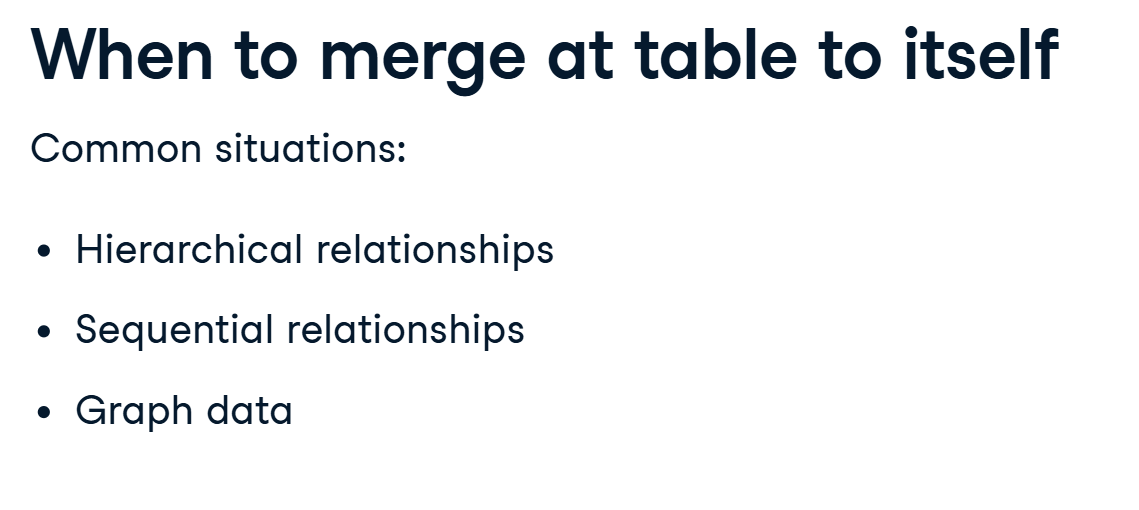 When to merge at table to itself
Common situations:
• Hierarchical relationships
• Sequential relationships
• Graph data